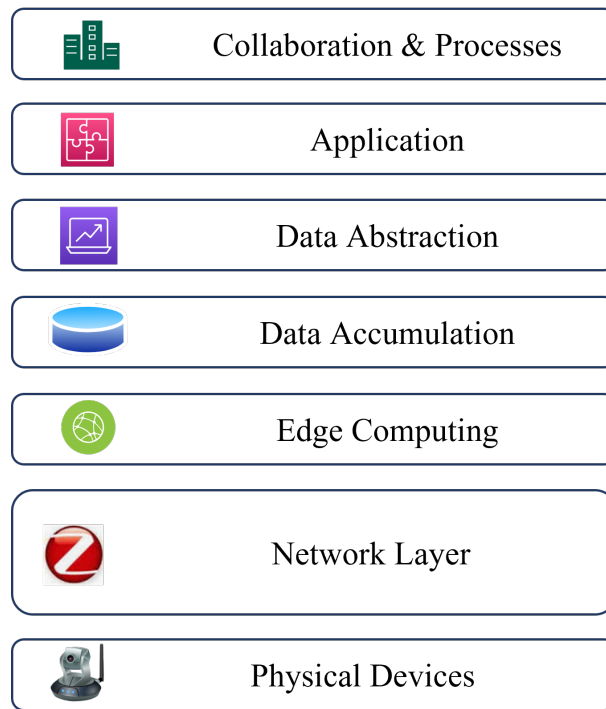 Collaboration & Processes
Application
Data Abstraction
Data Accumulation
Edge Computing
Network Layer
Physical Devices